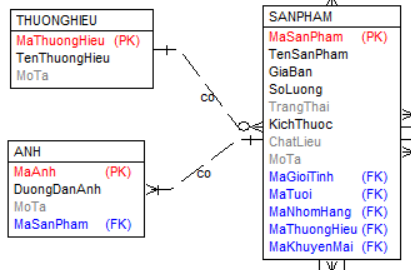 THUONGHIEU
MaThuongHieu (PK)
TenThuongHieu
MoTa
co
ANH
MaAnh (PK)
DuongDanAnh
MoTa
MaSanPham (FK)
co
SANPHAM
MaSanPham (PK)
TenSanPham
GiaBan
SoLuong
TrangThai
KichThuoc
ChatLieu
MoTa
MaGioiTinh (FK)
MaTuoi (FK)
MaNhomHang (FK)
MaThuongHieu (FK)
MaKhuyenMai (FK)